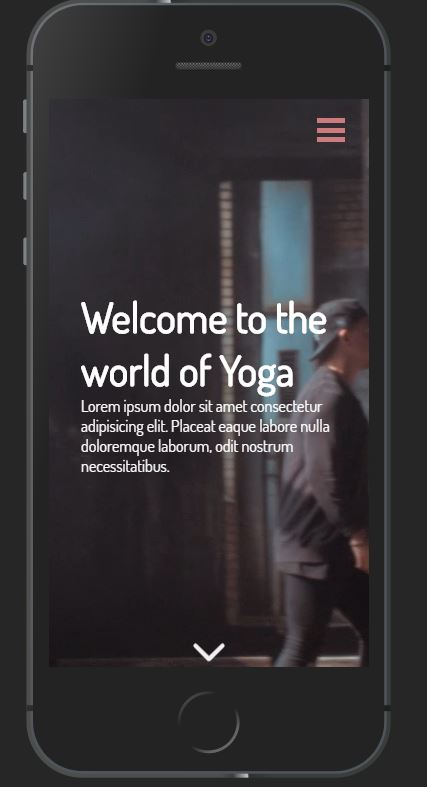 Welcome to the
world of Yoga
Lorem ipsum dolor sit amet consectetur
adipisicing elit. Placeat eaque labore nulla
doloremque laborum, odit nostrum
necessitatibus.